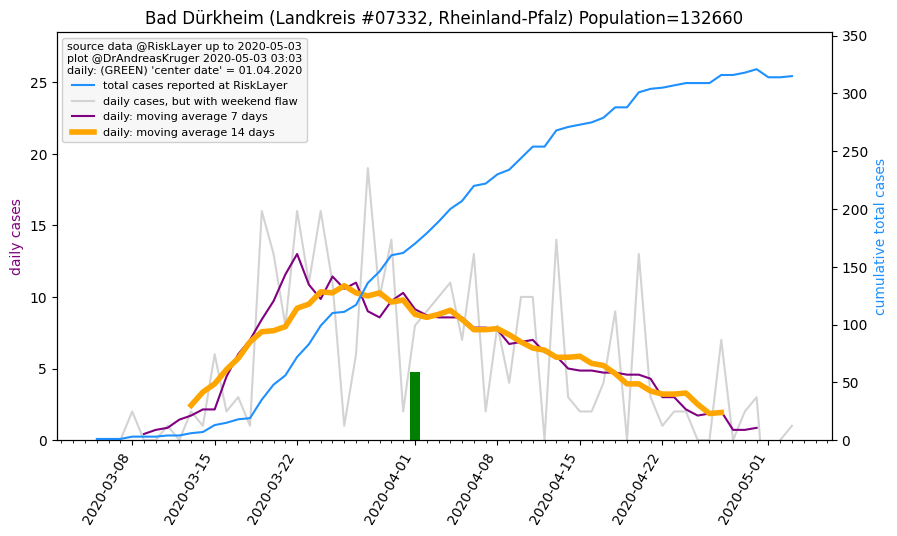 Bad Dürkheim (Landkreis #07332, Rheinland-Pfalz) Population=132660
source data @RiskLayer up to 2020-05-03
plot @DrAndreasKruger 2020-05-03 03:03
daily: (GREEN) 'center date' = 01.04.2020
total cases reported at RiskLayer
daily cases, but with weekend flaw
daily: moving average 7 days
daily: moving average 14 days
daily cases
0
5
10
15
20
25
cumulative total cases
0
50
100
150
200
250
300
350
2020-03-08
2020-03-15
2020-03-22
2020-04-01
2020-04-08
2020-04-15
2020-04-22
2020-05-01